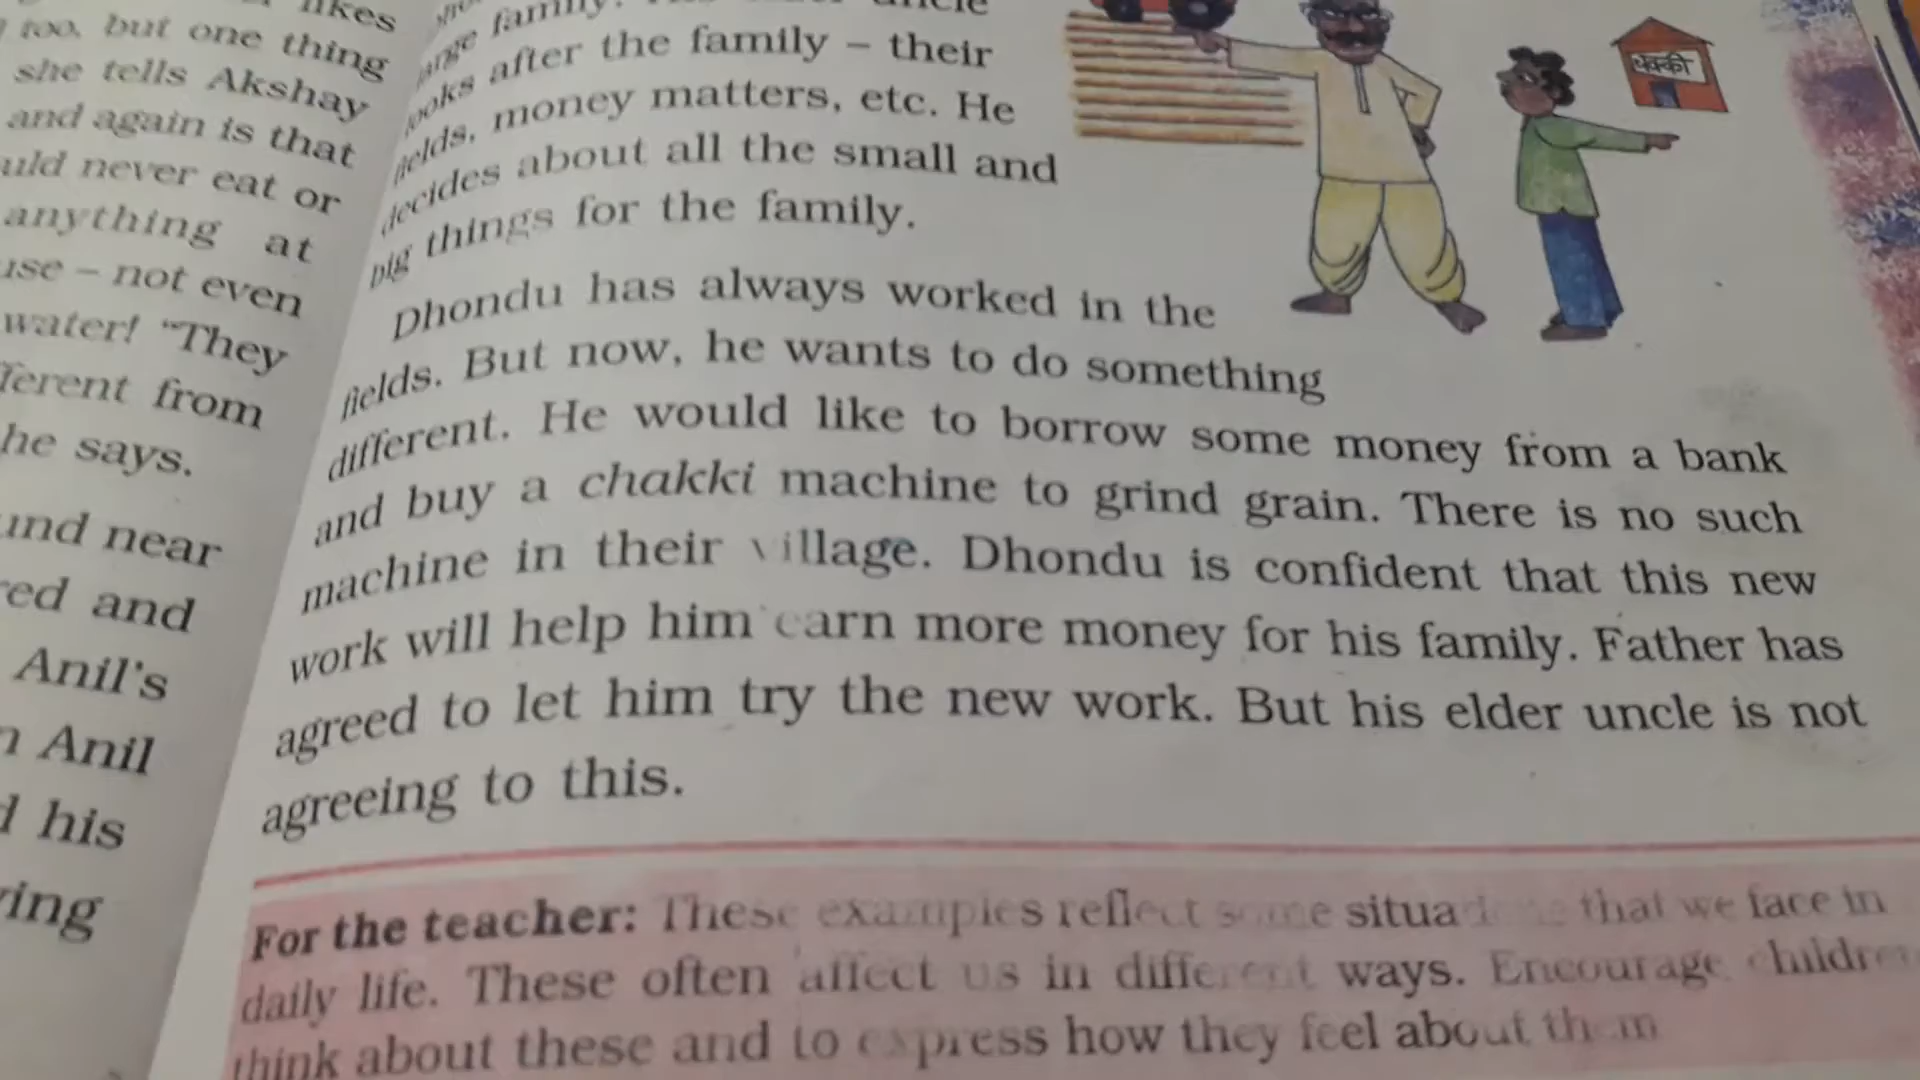 likes
too, but one thing
she tells Akshay
and again is that
never eat or
anything at
not even
water! "They
from
he says.
near
and
Anil's
Anil
his
family.
after the family – their
money matters, etc. He
decides about all the small and
big things for the family.
Dhondu has always worked in the
fields. But now, he wants to do something
different. He would like to borrow some money from a bank
and buy a chakki machine to grind grain. There is no such
machine in their village. Dhondu is confident that this new
work will help him earn more money for his family. Father has
agreed to let him try the new work. But his elder uncle is not
agreeing to this.
चक्की
For the teacher: These examples reflect some that we face in
daily life. These often affect us in different ways. Encourage
think about these and to express how they feel about them